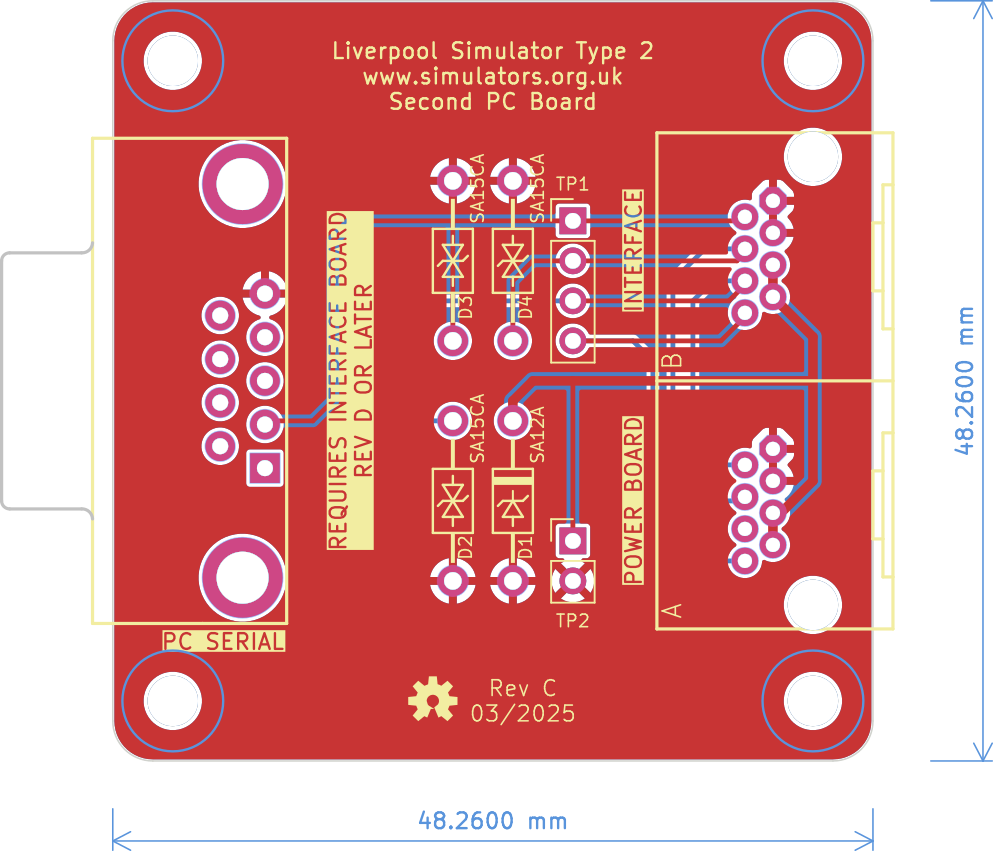 Liverpool Simulator Type 2
www.simulators.org.uk
Second PC Board
SA15CA
SA15CA
TP1
INTERFACE
D3
D4
REQUIRES INTERFACE BOARD
REV D OR LATER
B
48.2600 mm
SA15CA
SA12A
POWER BOARD
D2
D1
A
TP2
PC SERIAL
Rev C
03/2025
48.2600 mm